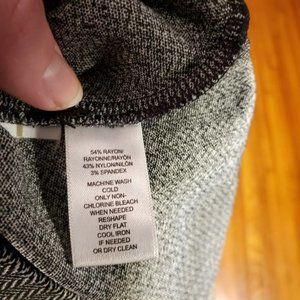 54% RAYON/
RAYONNE/RAYÓN
43% NYLON/NILÓN
3% SPANDEX
MACHINE WASH
COLD
ONLY NON-
CHLORINE BLEACH
WHEN NEEDED
RESHAPE
DRY FLAT
COOL IRON
IF NEEDED
OR DRY CLEAN